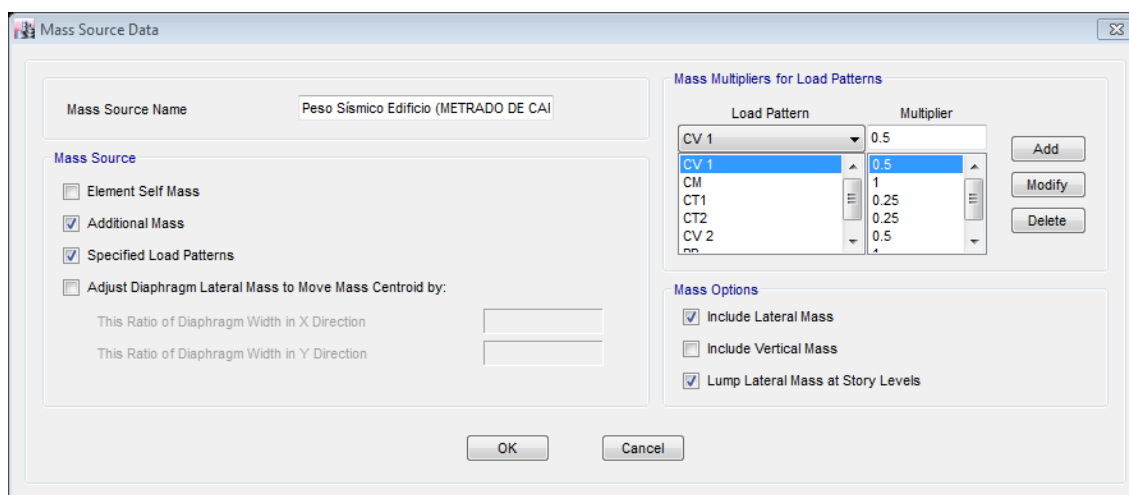 Mass Source Data
Mass Source Name
Peso Sísmico Edificio (METRADO DE CAI
Mass Source
Element Self Mass
Additional Mass
Specified Load Patterns
Adjust Diaphragm Lateral Mass to Move Mass Centroid by:
This Ratio of Diaphragm Width in X Direction
This Ratio of Diaphragm Width in Y Direction
Mass Multipliers for Load Patterns
Load Pattern Multiplier
CV 1 0.5
CV 1 0.5
CM 1
CT1 0.25
CT2 0.25
CV 2 0.5
Add
Modify
Delete
Mass Options
Include Lateral Mass
Include Vertical Mass
Lump Lateral Mass at Story Levels
OK Cancel